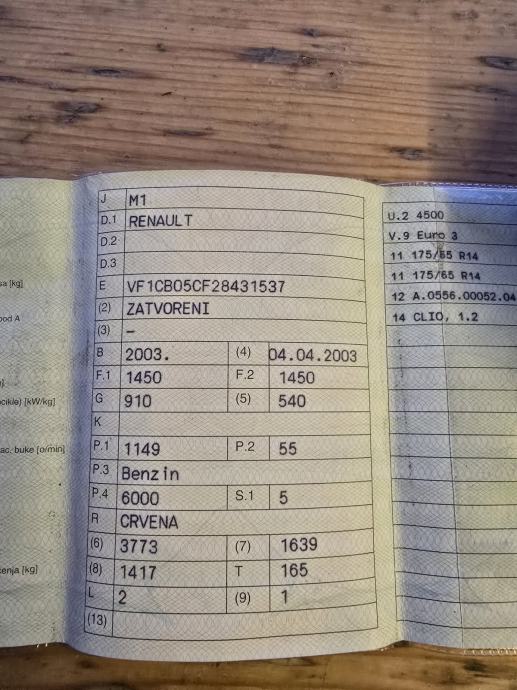 J M1
D.1 RENAULT
D.2
D.3
E VF1CB05CF28431537
(2) ZATVORENI
(3) –
B 2003. (4) 04.04.2003
F.1 1450 F.2 1450
G 910 (5) 540
K
P.1 1149 P.2 55
P.3 Benzin
P.4 6000 S.1 5
R CRVENA
(6) 3773 (7) 1639
(8) 1417 T 165
L 2 (9) 1
(13)
sa [kg]
od A
cikle) [kW/kg]
ac. buke [o/min]
enja [kg]
U.2 4500
V.9 Euro 3
11 175/65 R14
11 175/65 R14
12 A.0556.00052.04
14 CLIO, 1.2